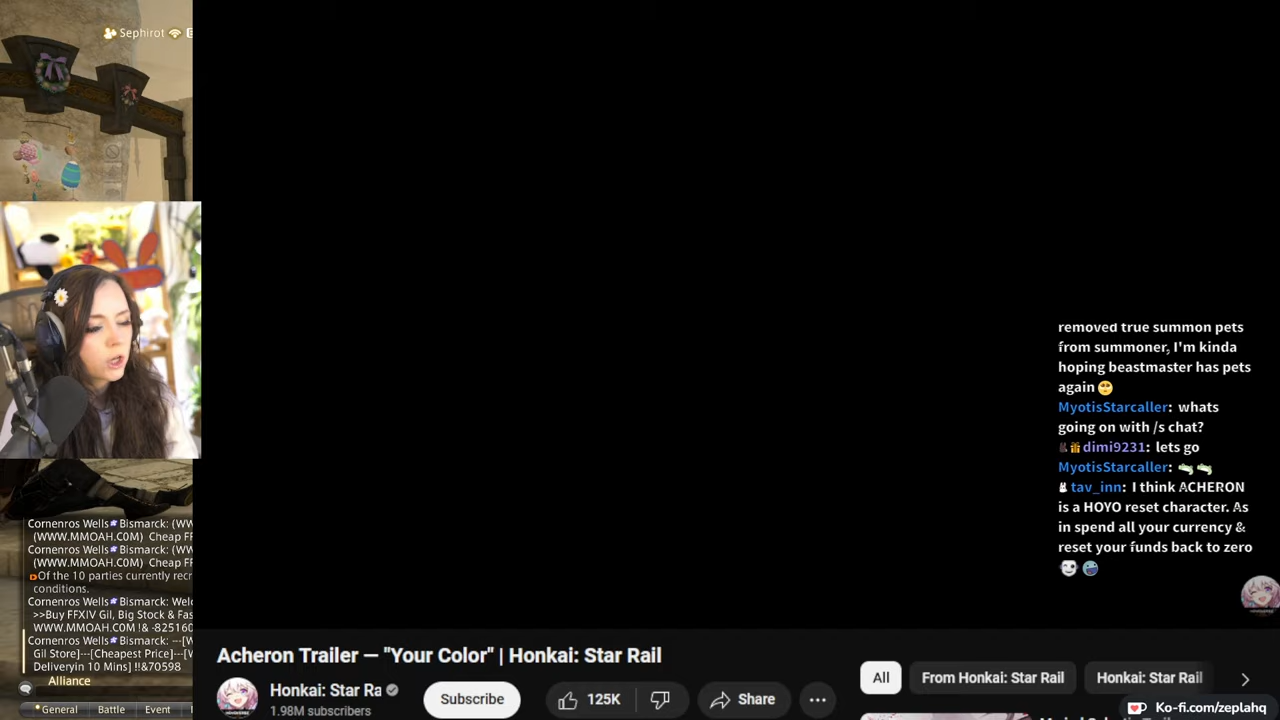 Sephirot
removed true summon pets
from summoner, I'm kinda
hoping beastmaster has pets
again
MyotisStarcaller: whats
going on with /s chat?
dimi9231: lets go
MyotisStarcaller:
tav_inn: I think ACHERON
is a HOYO reset character. As
in spend all your currency &
reset your funds back to zero
Cornenros Wells Bismarck: (WW
(WWW.MMOAH.C0M) Cheap FF
Cornenros Wells Bismarck: (WW
(WWW.MMOAH.C0M) Cheap FF
Of the 10 parties currently recr
conditions.
Cornenros Wells Bismarck: Welc
>>Buy FFXIV Gil, Big Stock & Fas
WWW.MMOAH.C0M !& -825160
Cornenros Wells Bismarck: ---[W
Gil Store]---[Cheapest Price]---[W
Deliveryin 10 Mins] !!&70598
Alliance
General Battle Event
Acheron Trailer — "Your Color" | Honkai: Star Rail
Honkai: Star Ra
1.98M subscribers
Subscribe
125K
Share
All
From Honkai: Star Rail
Honkai: Star Rail
Ko-fi.com/zeplahq